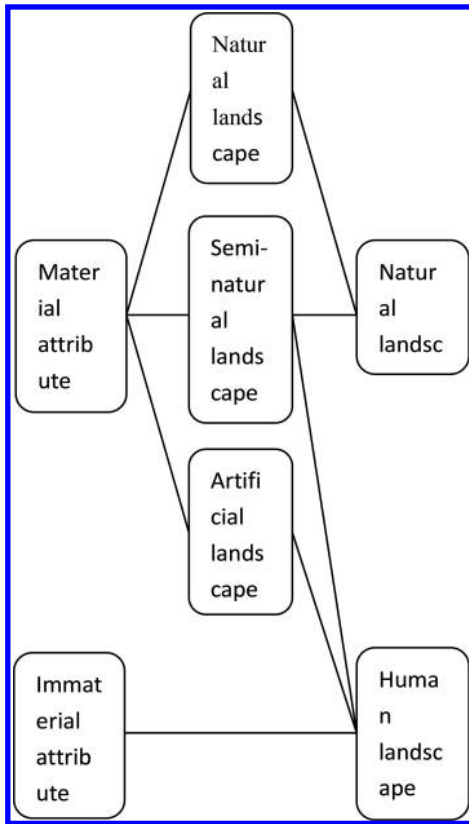 Natur
al
lands
cape
Mater
ial
attrib
ute
Semi-
natur
al
lands
cape
Natur
al
landsc
Artifi
cial
lands
cape
Immat
erial
attrib
ute
Huma
n
landsc
ape